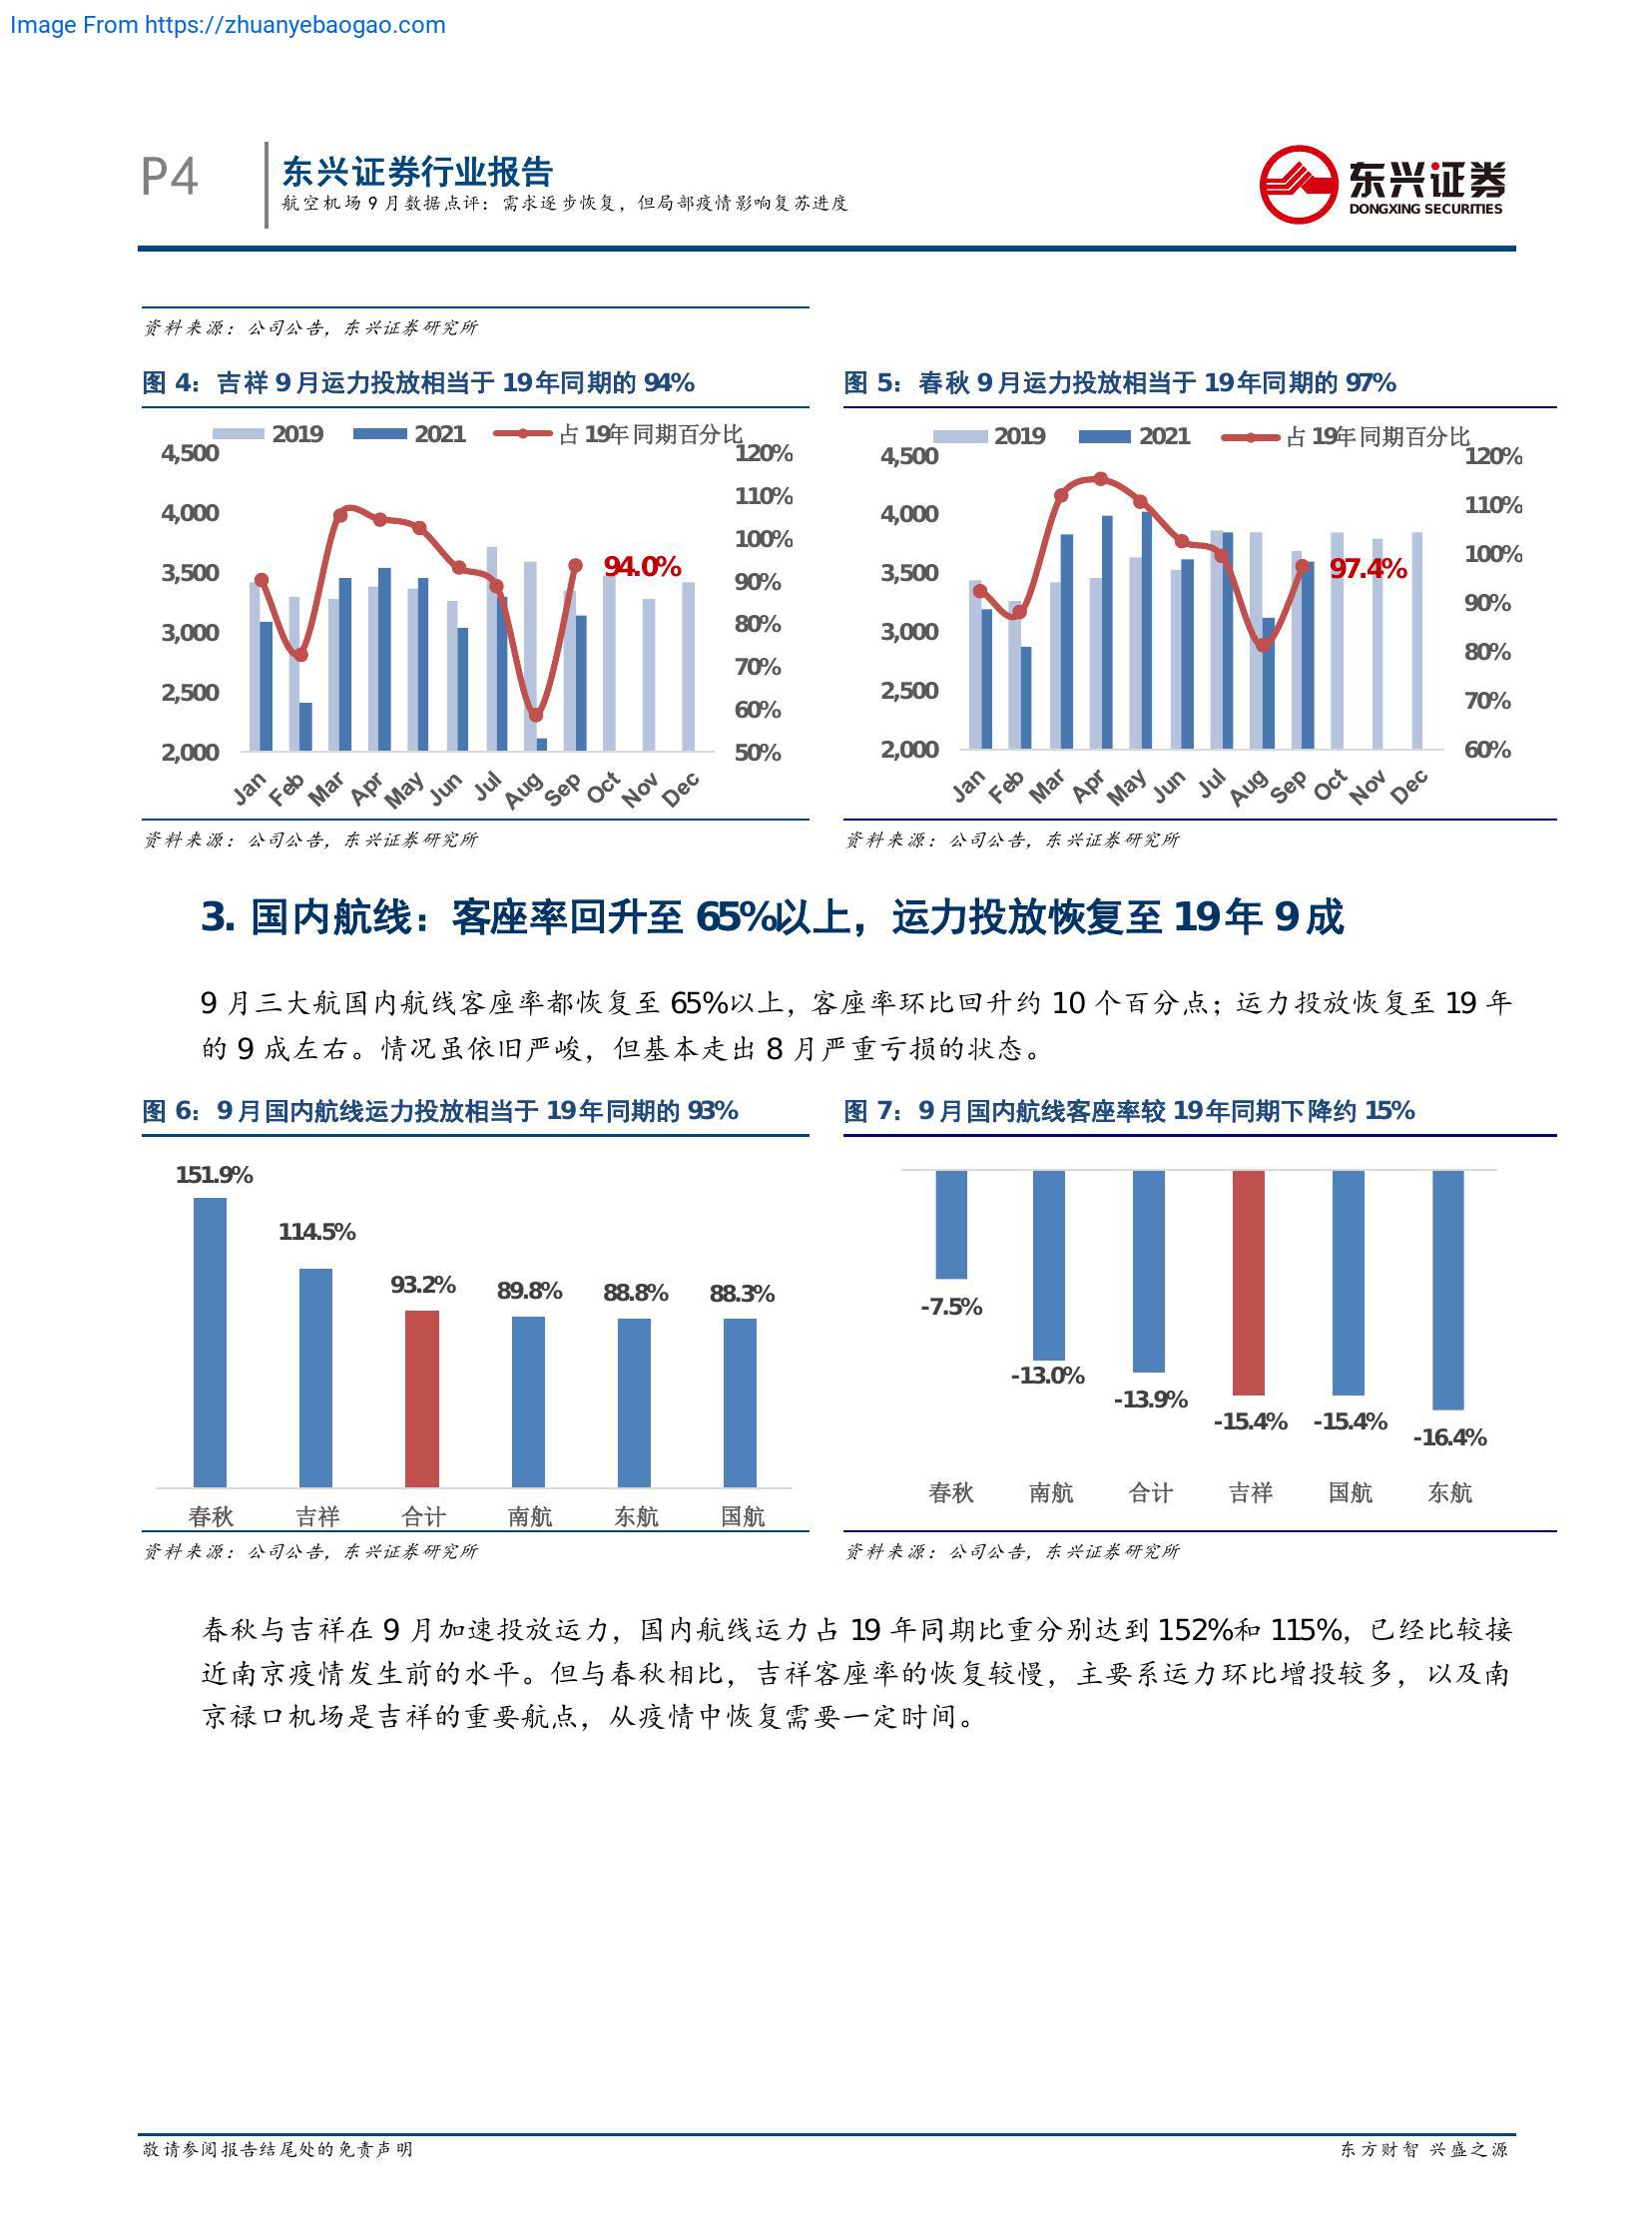 Image From https://zhuanyebaogao.com
P4
东兴证券行业报告
航空机场 9 月数据点评：需求逐步恢复，但局部疫情影响复苏进度
东兴证券
DONGXING SECURITIES
资料来源：公司公告，东兴证券研究所
图 4：吉祥 9 月运力投放相当于 19 年同期的 94%
2019 2021 占 19年同期百分比
4,500
4,000
3,500
3,000
2,500
2,000
120%
110%
100%
90%
80%
70%
60%
50%
94.0%
Jan Feb Mar Apr May Jun Jul Aug Sep Oct Nov Dec
资料来源：公司公告，东兴证券研究所
图 5：春秋 9 月运力投放相当于 19 年同期的 97%
2019 2021 占 19年同期百分比
4,500
4,000
3,500
3,000
2,500
2,000
120%
110%
100%
90%
80%
70%
60%
97.4%
Jan Feb Mar Apr May Jun Jul Aug Sep Oct Nov Dec
资料来源：公司公告，东兴证券研究所
3. 国内航线：客座率回升至 65%以上，运力投放恢复至 19 年 9 成
9 月三大航国内航线客座率都恢复至 65%以上，客座率环比回升约 10 个百分点；运力投放恢复至 19 年
的 9 成左右。情况虽依旧严峻，但基本走出 8 月严重亏损的状态。
图 6：9 月国内航线运力投放相当于 19 年同期的 93%
151.9% 114.5% 93.2% 89.8% 88.8% 88.3%
春秋 吉祥 合计 南航 东航 国航
资料来源：公司公告，东兴证券研究所
图 7：9 月国内航线客座率较 19 年同期下降约 15%
-7.5% -13.0% -13.9% -15.4% -15.4% -16.4%
春秋 南航 合计 吉祥 国航 东航
资料来源：公司公告，东兴证券研究所
春秋与吉祥在 9 月加速投放运力，国内航线运力占 19 年同期比重分别达到 152%和 115%，已经比较接
近南京疫情发生前的水平。但与春秋相比，吉祥客座率的恢复较慢，主要系运力环比增投较多，以及南
京禄口机场是吉祥的重要航点，从疫情中恢复需要一定时间。
敬请参阅报告结尾处的免责声明
东方财智 兴盛之源